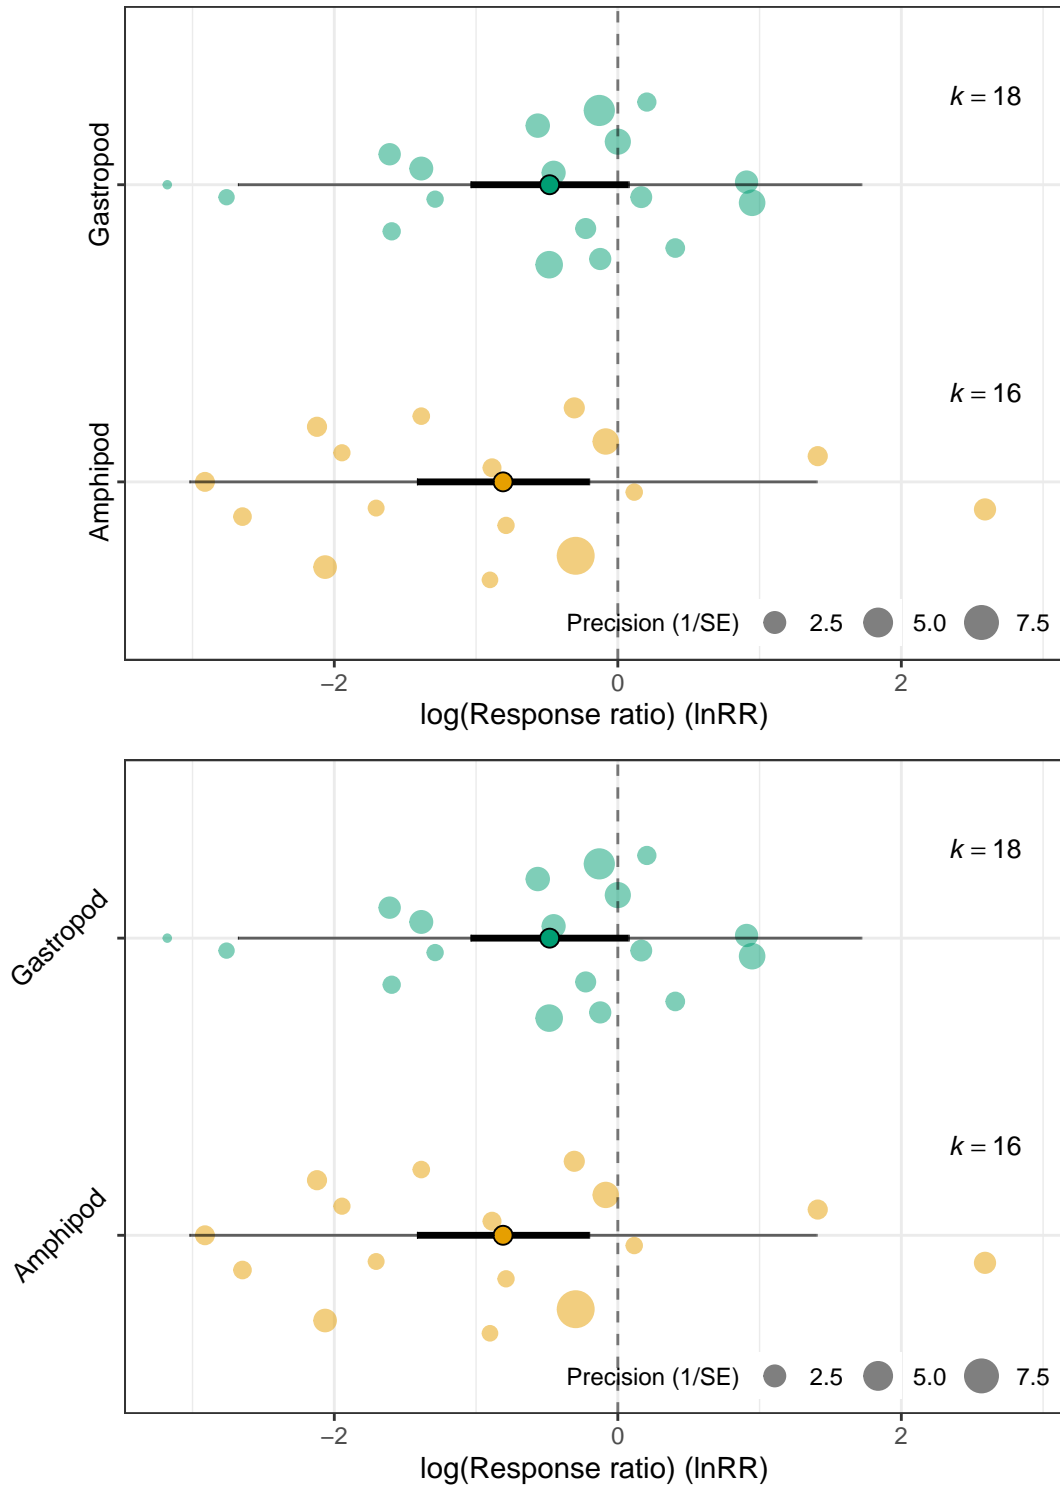 k = 18
Gastropod
k = 16
Amphipod
Precision (1/SE) 2.5 5.0 7.5
−2 0 2
log(Response ratio) (lnRR)
k = 18
Gastropod
k = 16
Amphipod
Precision (1/SE) 2.5 5.0 7.5
−2 0 2
log(Response ratio) (lnRR)